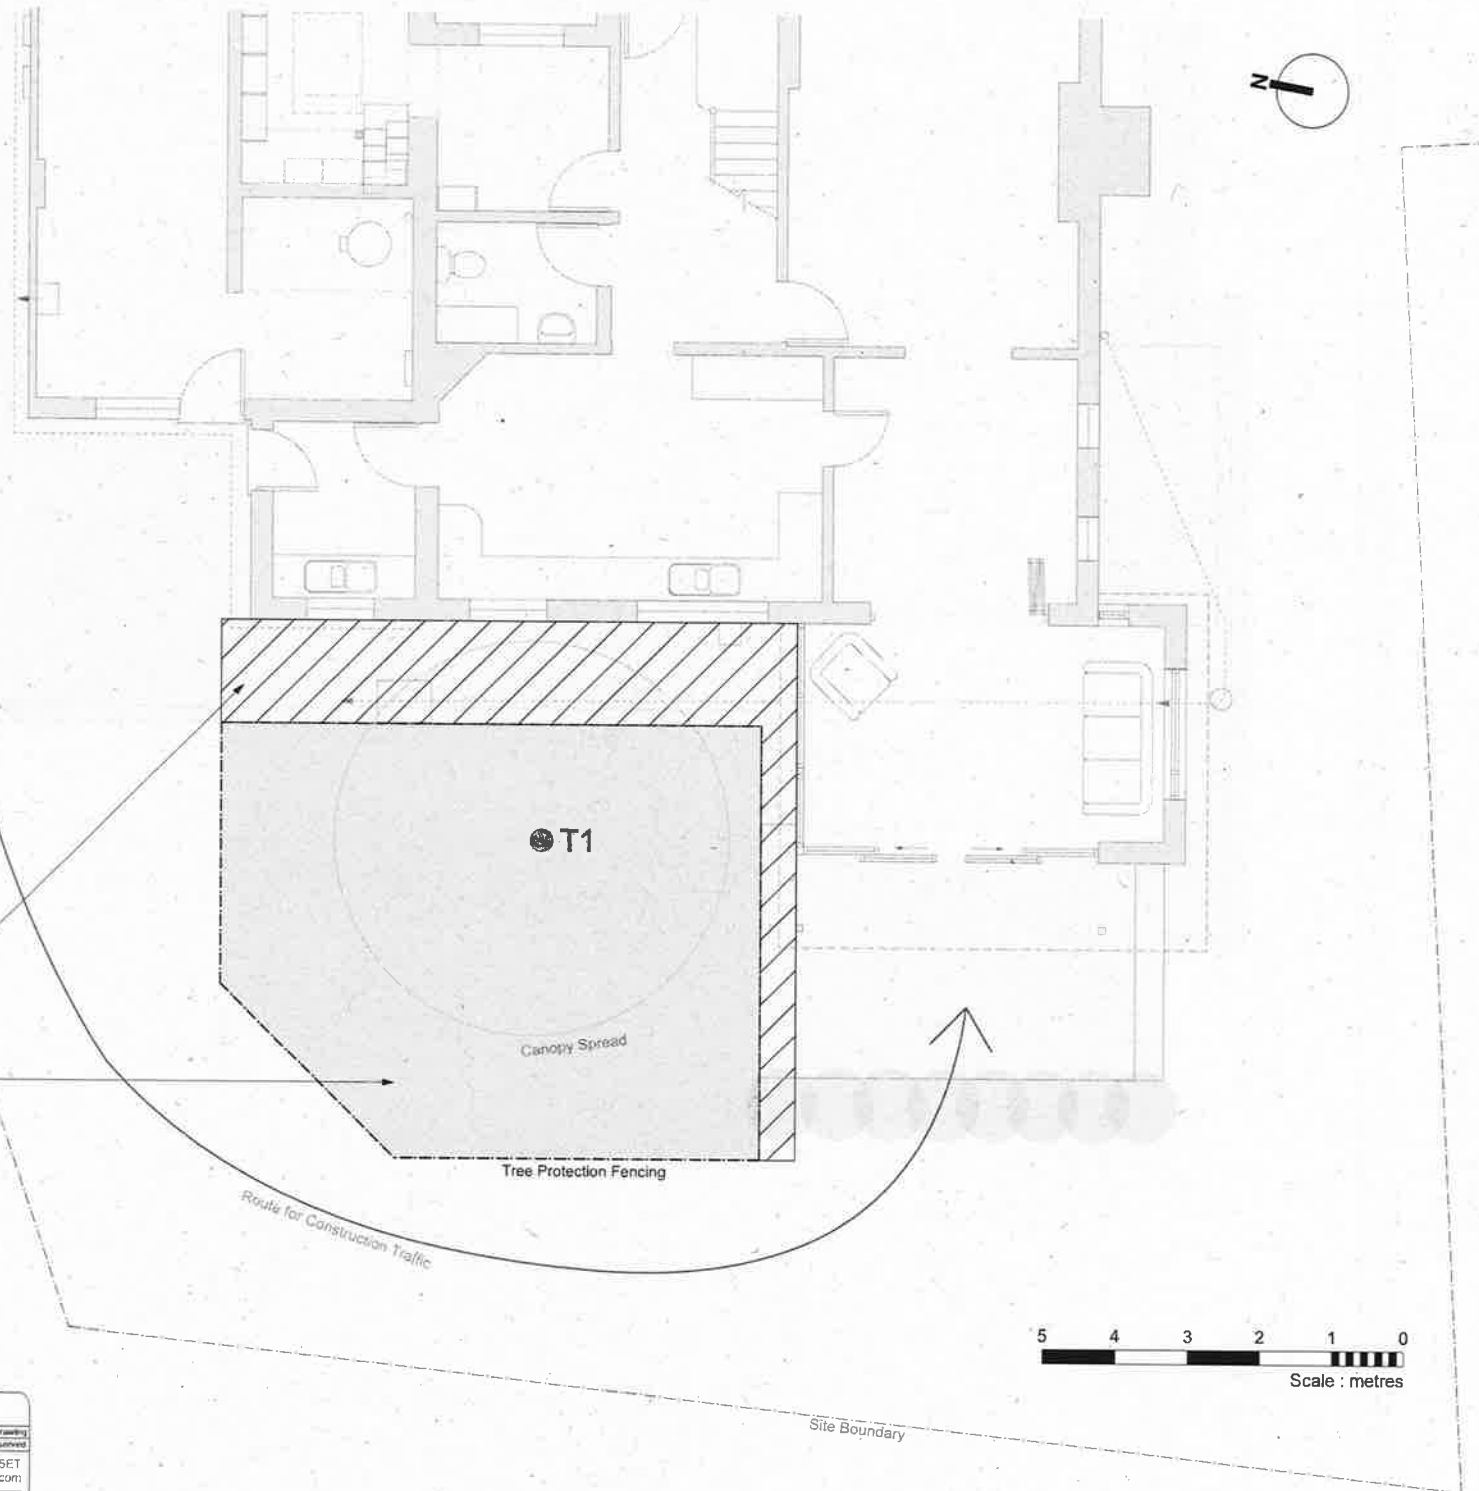 N
T1
Canopy Spread
Tree Protection Fencing
Route for Construction Traffic
5 4 3 2 1 0
Scale : metres
Site Boundary
5ET
com